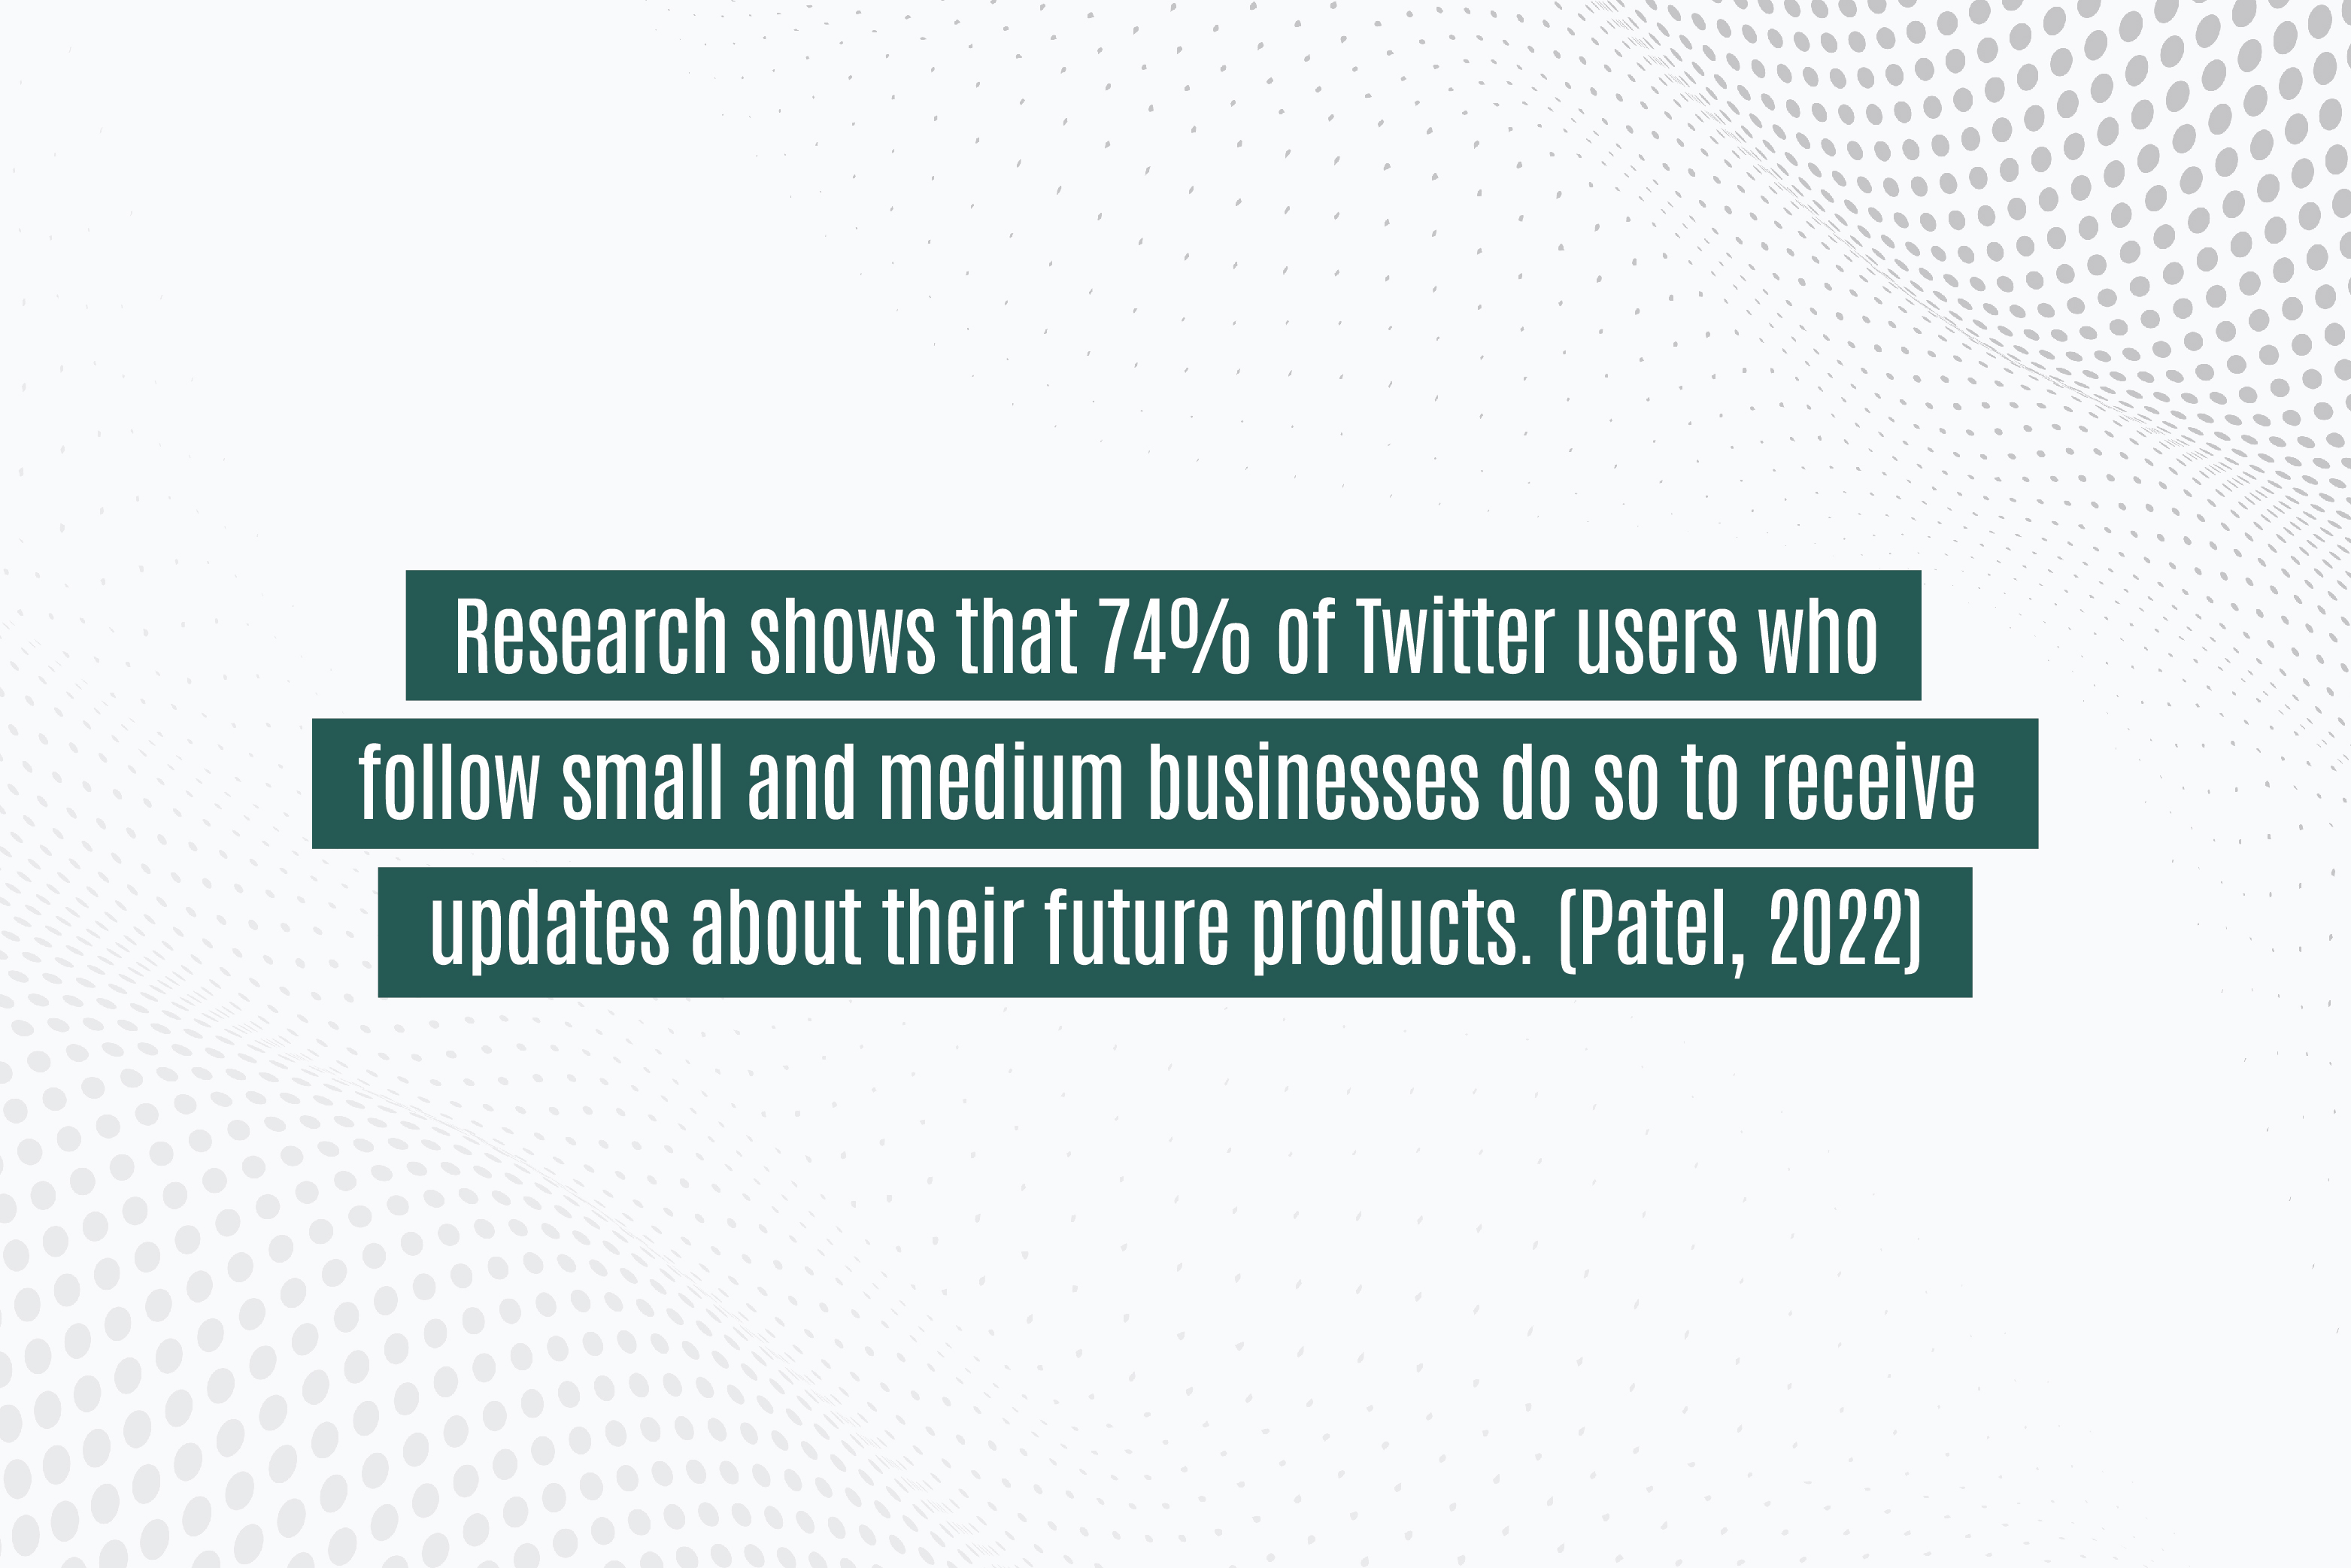 Research shows that 74% of Twitter users who
follow small and medium businesses do so to receive
updates about their future products. (Patel, 2022)